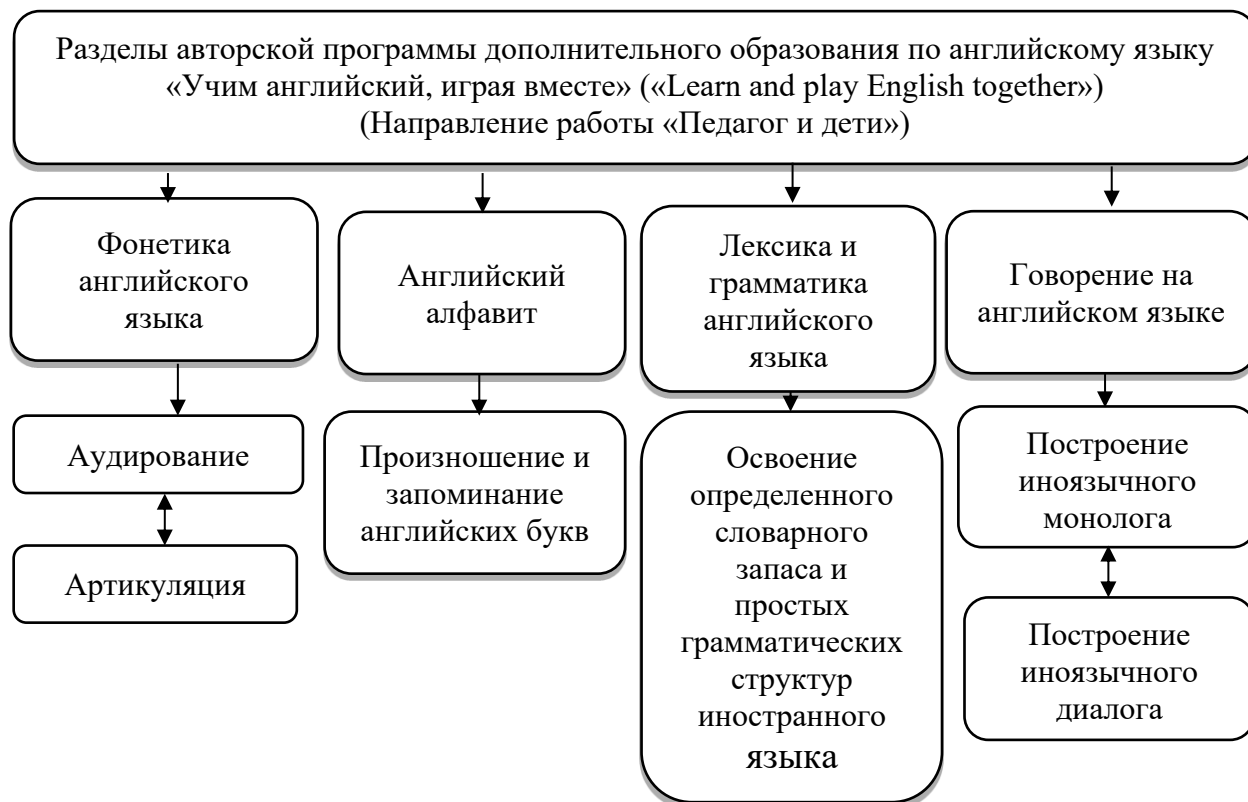 Разделы авторской программы дополнительного образования по английскому языку
«Учим английский, играя вместе» («Learn and play English together»)
(Направление работы «Педагог и дети»)
Фонетика
английского
языка
Английский
алфавит
Лексика и
грамматика
английского
языка
Говорение на
английском языке
Аудирование
Артикуляция
Произношение и
запоминание
английских букв
Освоение
определенного
словарного
запаса и
простых
грамматических
структур
иностранного
языка
Построение
иноязычного
монолога
Построение
иноязычного
диалога